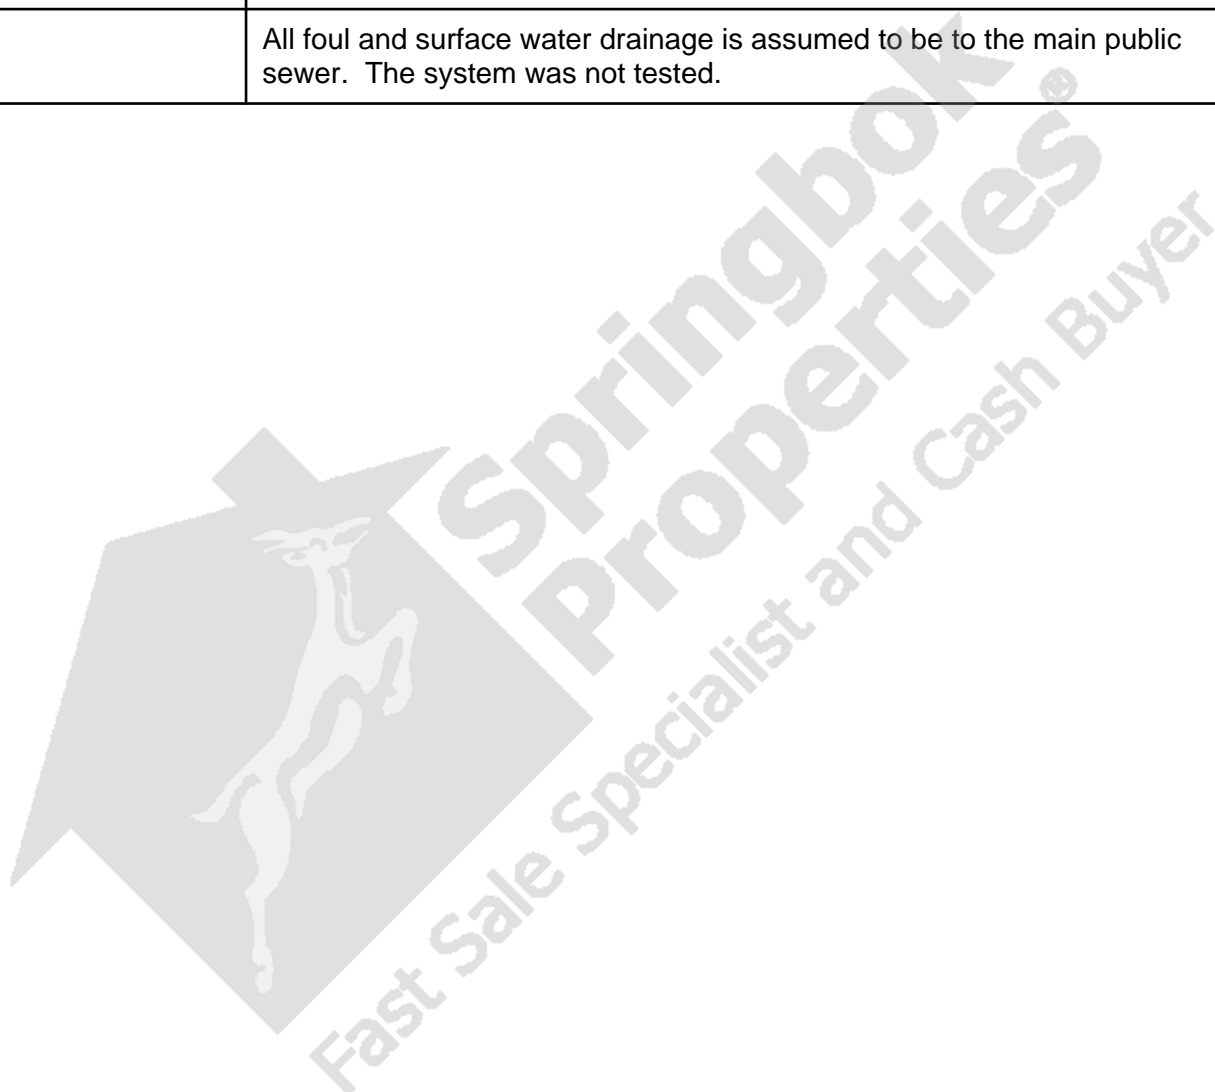 All foul and surface water drainage is assumed to be to the main public
sewer.  The system was not tested.
Springbok
Properties®
Fast Sale Specialist and Cash Buyer